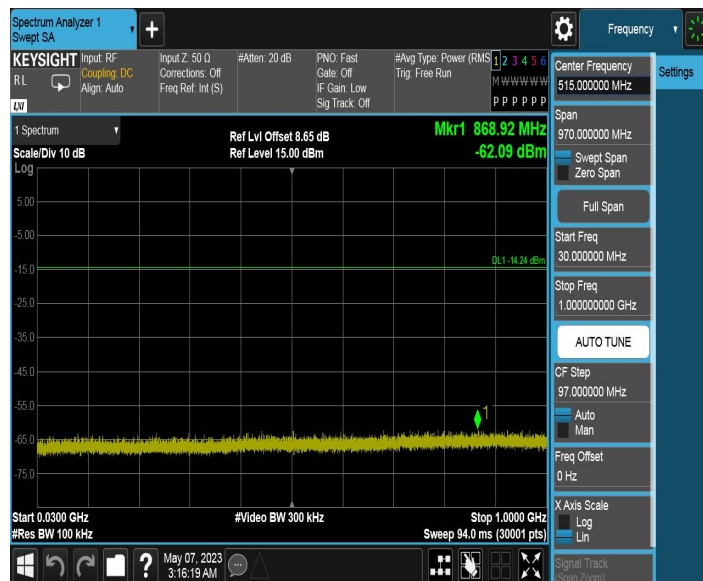 Spectrum Analyzer 1
Swept SA
+
Frequency
KEYSIGHT
RL
LXI
Input: RF
Coupling: DC
Align: Auto
Input Z: 50 Ω
Corrections: Off
Freq Ref: Int (S)
#Atten: 20 dB
PNO: Fast
Gate: Off
IF Gain: Low
Sig Track: Off
#Avg Type: Power (RMS
Trig: Free Run
1 2 3 4 5 6
M W W W W W
P P P P P P
1 Spectrum
Scale/Div 10 dB
Ref Lvl Offset 8.65 dB
Ref Level 15.00 dBm
Mkr1 868.92 MHz
-62.09 dBm
Log
5.00
-5.00
-15.0
-25.0
-35.0
-45.0
-55.0
-65.0
-75.0
DL1 -14.24 dBm
1
Start 0.0300 GHz
#Res BW 100 kHz
#Video BW 300 kHz
Stop 1.0000 GHz
Sweep 94.0 ms (30001 pts)
Center Frequency
515.000000 MHz
Span
970.000000 MHz
Swept Span
Zero Span
Full Span
Start Freq
30.000000 MHz
Stop Freq
1.000000000 GHz
AUTO TUNE
CF Step
97.000000 MHz
Auto
Man
Freq Offset
0 Hz
X Axis Scale
Log
Lin
Signal Track
(Span Zoom)
Settings
?
May 07, 2023
3:16:19 AM